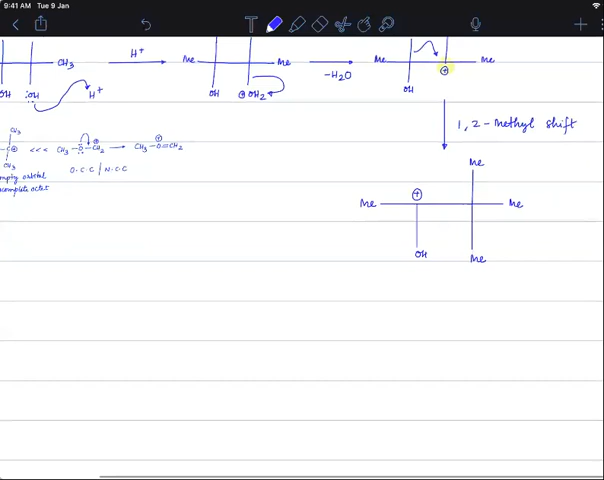 9:41 AM Tue 9 Jan
CH3 H+ Me Me Me Me
OH :OH H+ OH ⊕OH2 -H2O OH ⊕
1,2-Methyl shift
CH3
C⊕ <<< CH3-O-CH2 ⊕ → CH3-O=CH2 ⊕
CH3 O-C-C | N-C-C
empty orbital
incomplete octet
Me
⊕
Me Me
OH Me